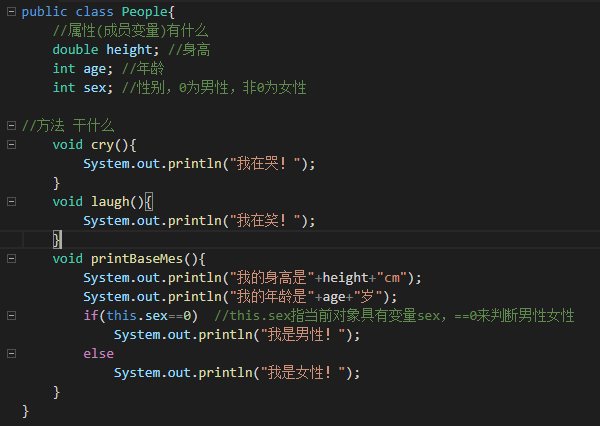 public class People{
    //属性(成员变量)有什么
    double height; //身高
    int age; //年龄
    int sex; //性别，0为男性，非0为女性

//方法 干什么
    void cry(){
        System.out.println("我在哭！");
    }
    void laugh(){
        System.out.println("我在笑！");
    }
    void printBaseMes(){
        System.out.println("我的身高是"+height+"cm");
        System.out.println("我的年龄是"+age+"岁");
        if(this.sex==0)  //this.sex指当前对象具有变量sex，==0来判断男性女性
            System.out.println("我是男性！");
        else
            System.out.println("我是女性！");
    }
}